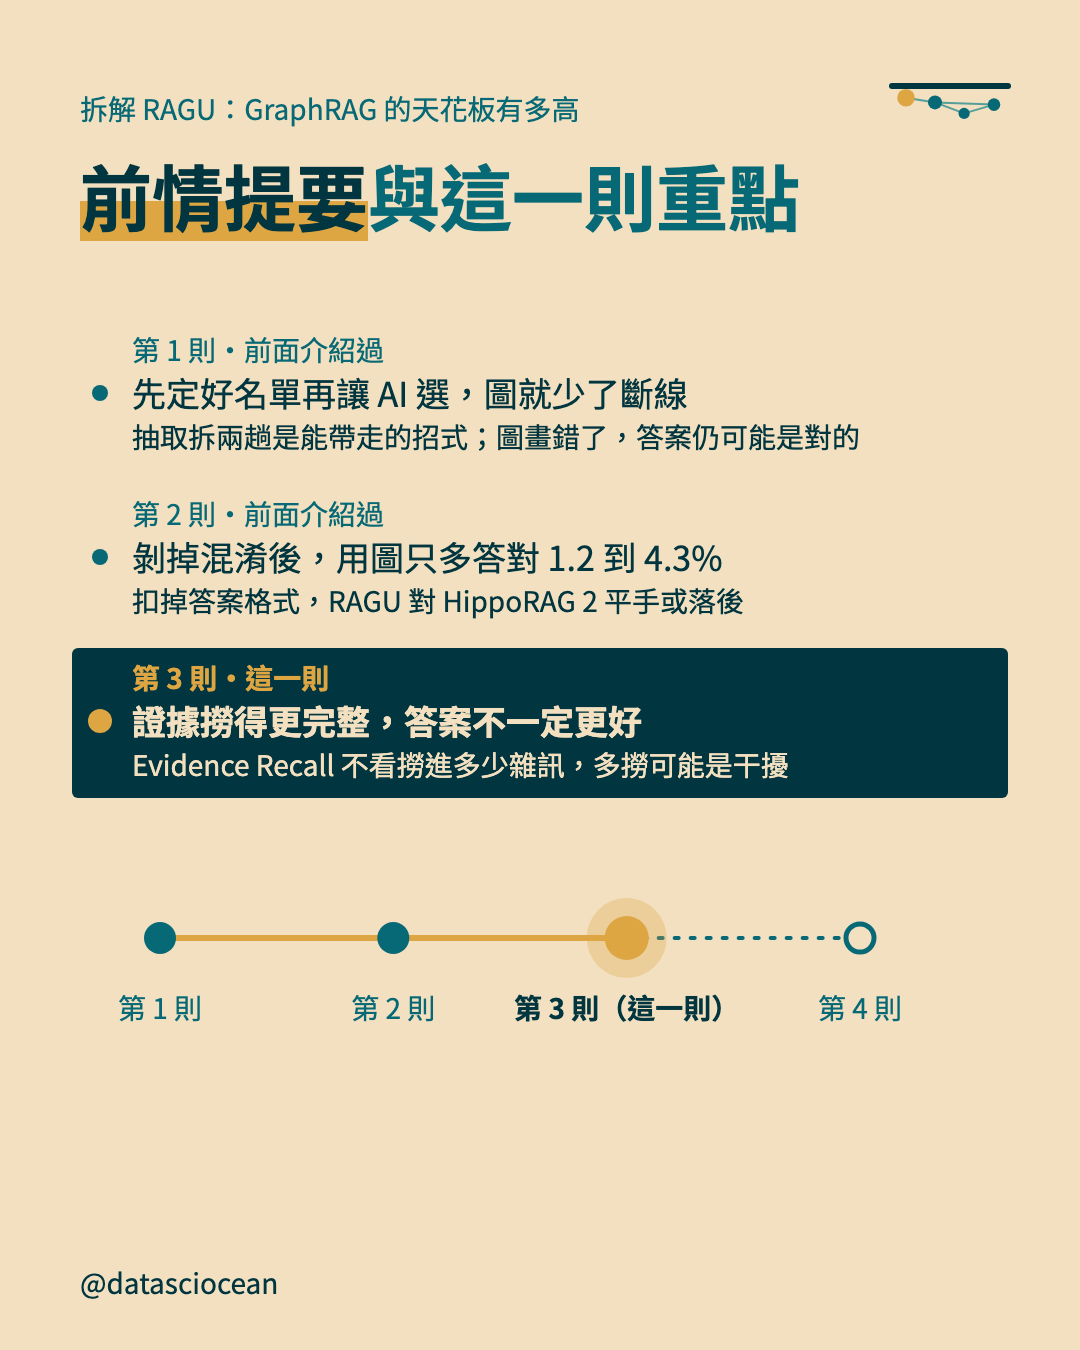 拆解 RAGU：GraphRAG 的天花板有多高
前情提要與這一則重點
第 1 則・前面介紹過
先定好名單再讓 AI 選，圖就少了斷線
抽取拆兩趟是能帶走的招式；圖畫錯了，答案仍可能是對的
第 2 則・前面介紹過
剝掉混淆後，用圖只多答對 1.2 到 4.3%
扣掉答案格式，RAGU 對 HippoRAG 2 平手或落後
第 3 則・這一則
證據撈得更完整，答案不一定更好
Evidence Recall 不看撈進多少雜訊，多撈可能是干擾
第 1 則
第 2 則
第 3 則（這一則）
第 4 則
@datasciocean